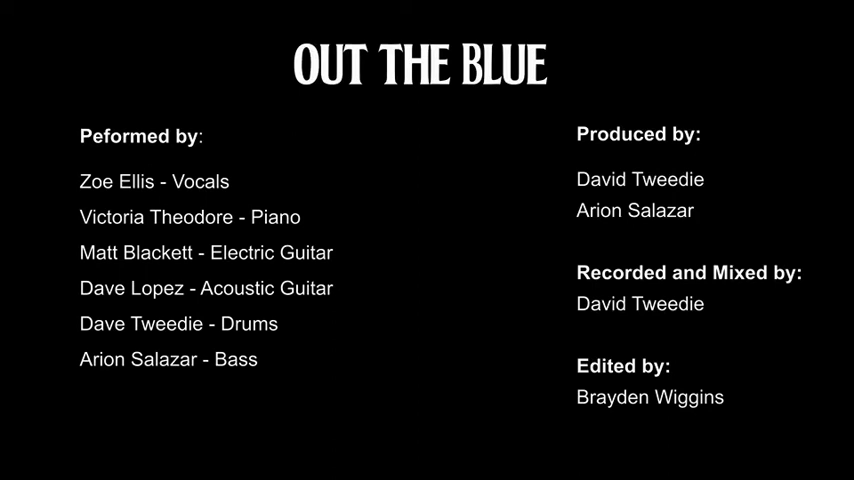 OUT THE BLUE
Peformed by:
Zoe Ellis - Vocals
Victoria Theodore - Piano
Matt Blackett - Electric Guitar
Dave Lopez - Acoustic Guitar
Dave Tweedie - Drums
Arion Salazar - Bass
Produced by:
David Tweedie
Arion Salazar
Recorded and Mixed by:
David Tweedie
Edited by:
Brayden Wiggins